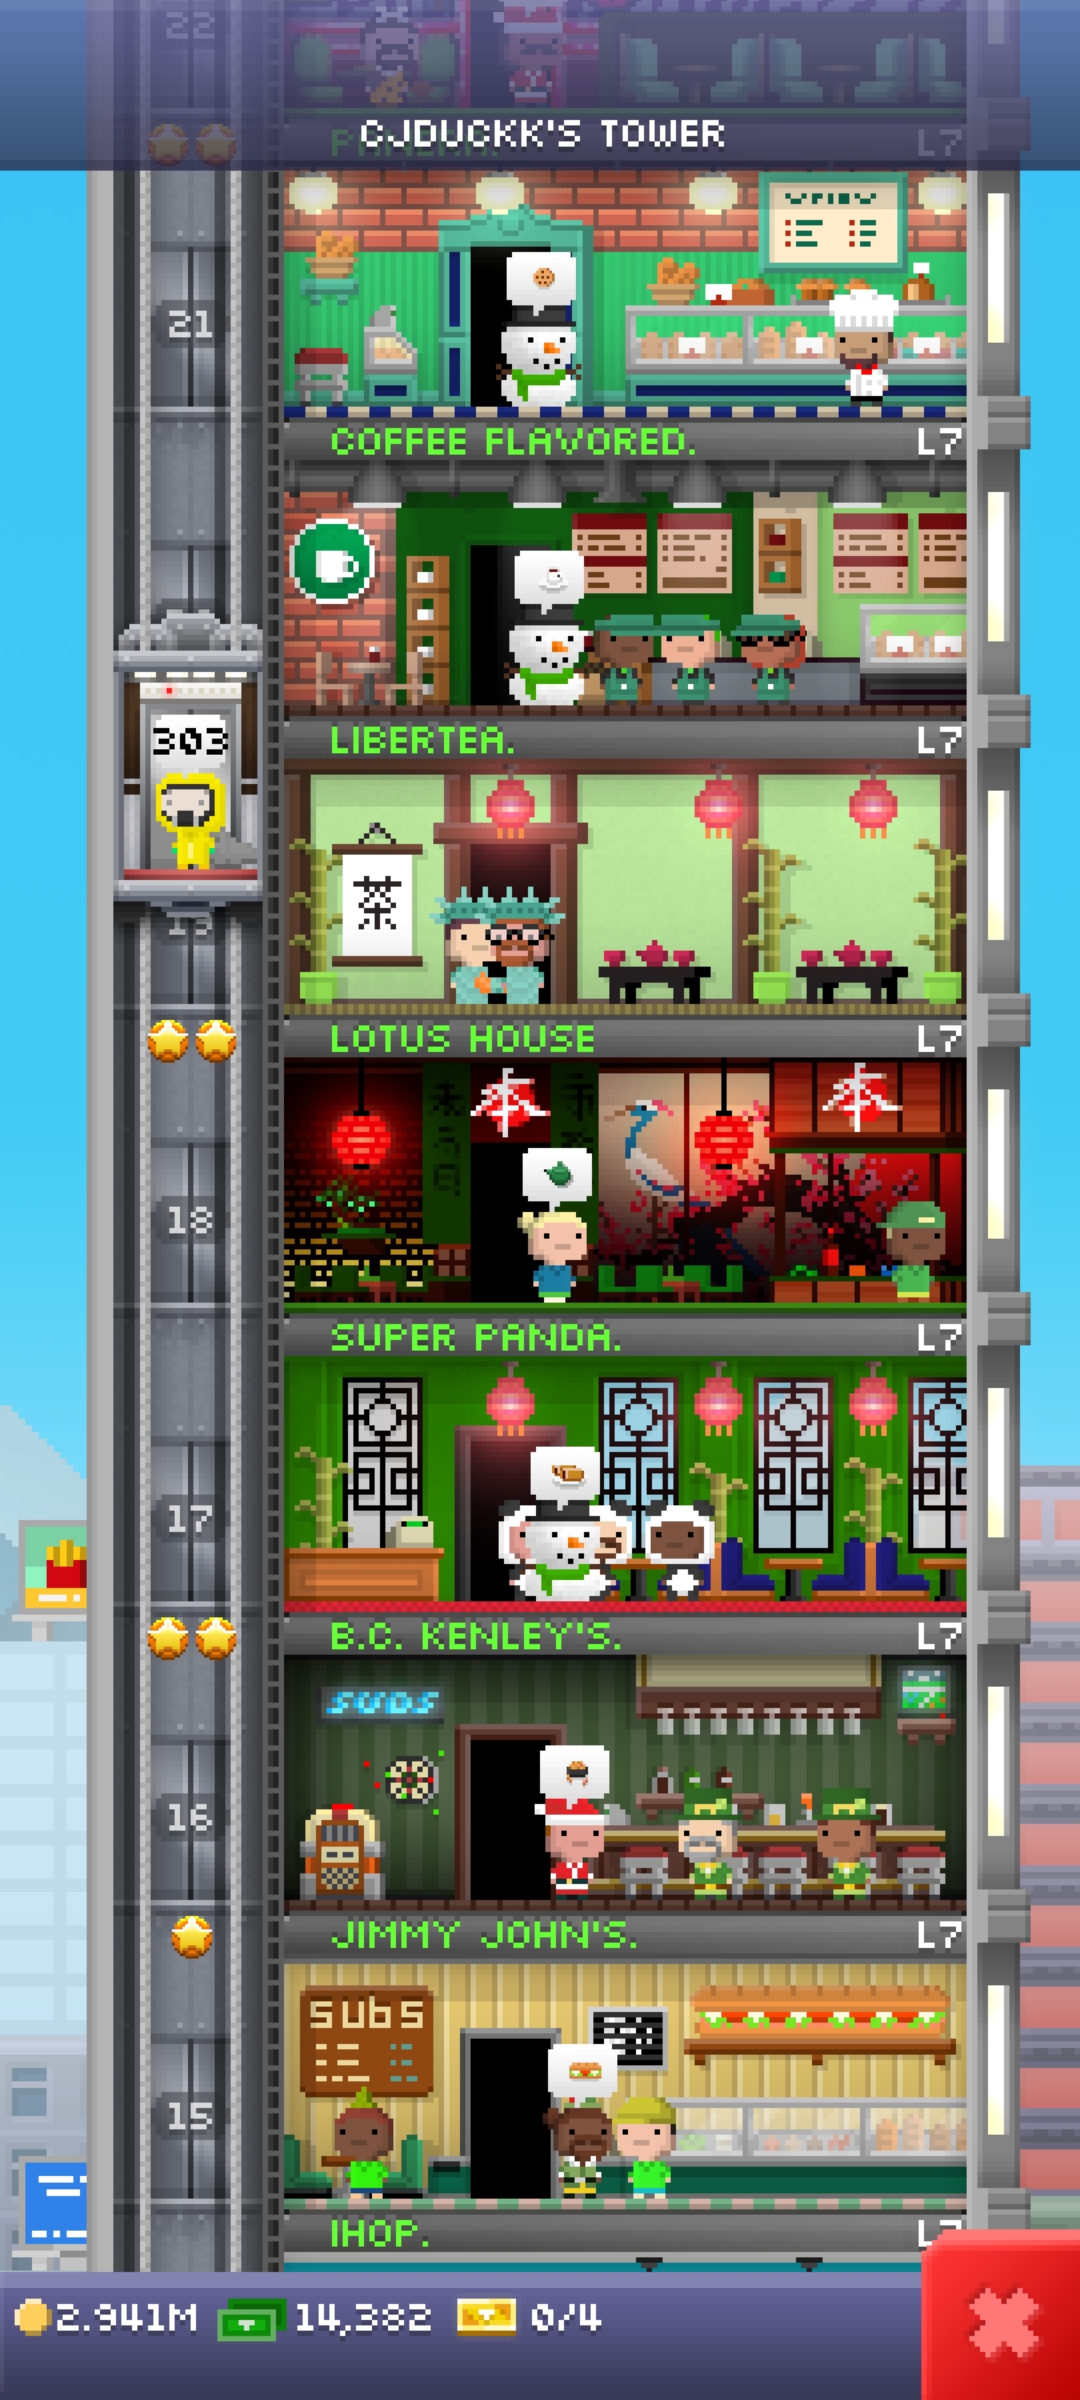 22
CJDUCKK'S TOWER
L7
21
COFFEE FLAVORED.
L7
303
LIBERTEA.
L7
茶
19
LOTUS HOUSE
L7
18
SUPER PANDA.
L7
17
B.C. KENLEY'S.
L7
SUDS
16
JIMMY JOHN'S.
L7
SUBS
15
IHOP.
2.941M
14,382
0/4